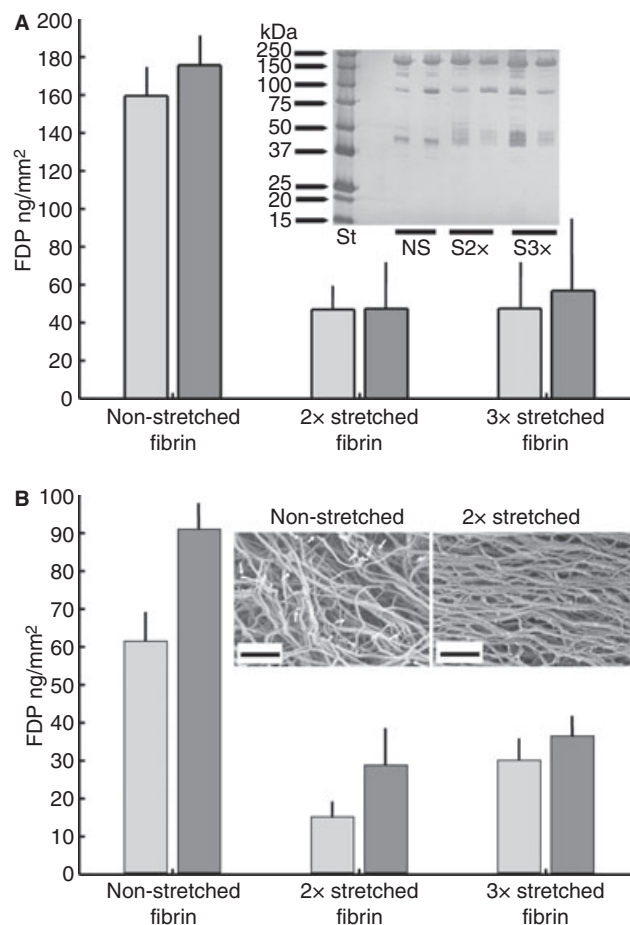 A
200
180
160
140
120
100
80
60
40
20
0
FDP ng/mm²
kDa
250
150
100
75
50
37
25
20
15
St
NS
S2×
S3×
Non-stretched
fibrin
2× stretched
fibrin
3× stretched
fibrin
B
100
90
80
70
60
50
40
30
20
10
0
FDP ng/mm²
Non-stretched
2× stretched
Non-stretched
fibrin
2× stretched
fibrin
3× stretched
fibrin